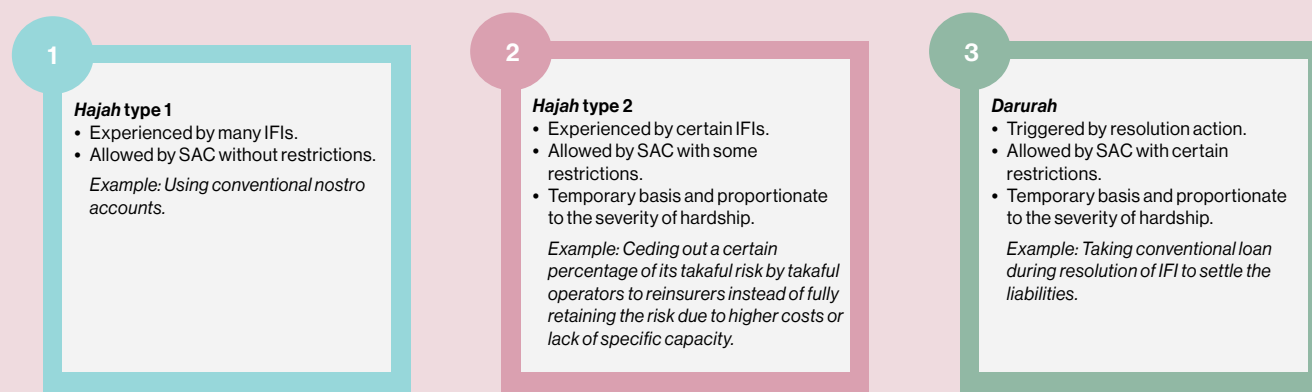 1
Hajah type 1
• Experienced by many IFIs.
• Allowed by SAC without restrictions.
Example: Using conventional nostro
accounts.
2
Hajah type 2
• Experienced by certain IFIs.
• Allowed by SAC with some
restrictions.
• Temporary basis and proportionate
to the severity of hardship.
Example: Ceding out a certain
percentage of its takaful risk by takaful
operators to reinsurers instead of fully
retaining the risk due to higher costs or
lack of specific capacity.
3
Darurah
• Triggered by resolution action.
• Allowed by SAC with certain
restrictions.
• Temporary basis and proportionate
to the severity of hardship.
Example: Taking conventional loan
during resolution of IFI to settle the
liabilities.